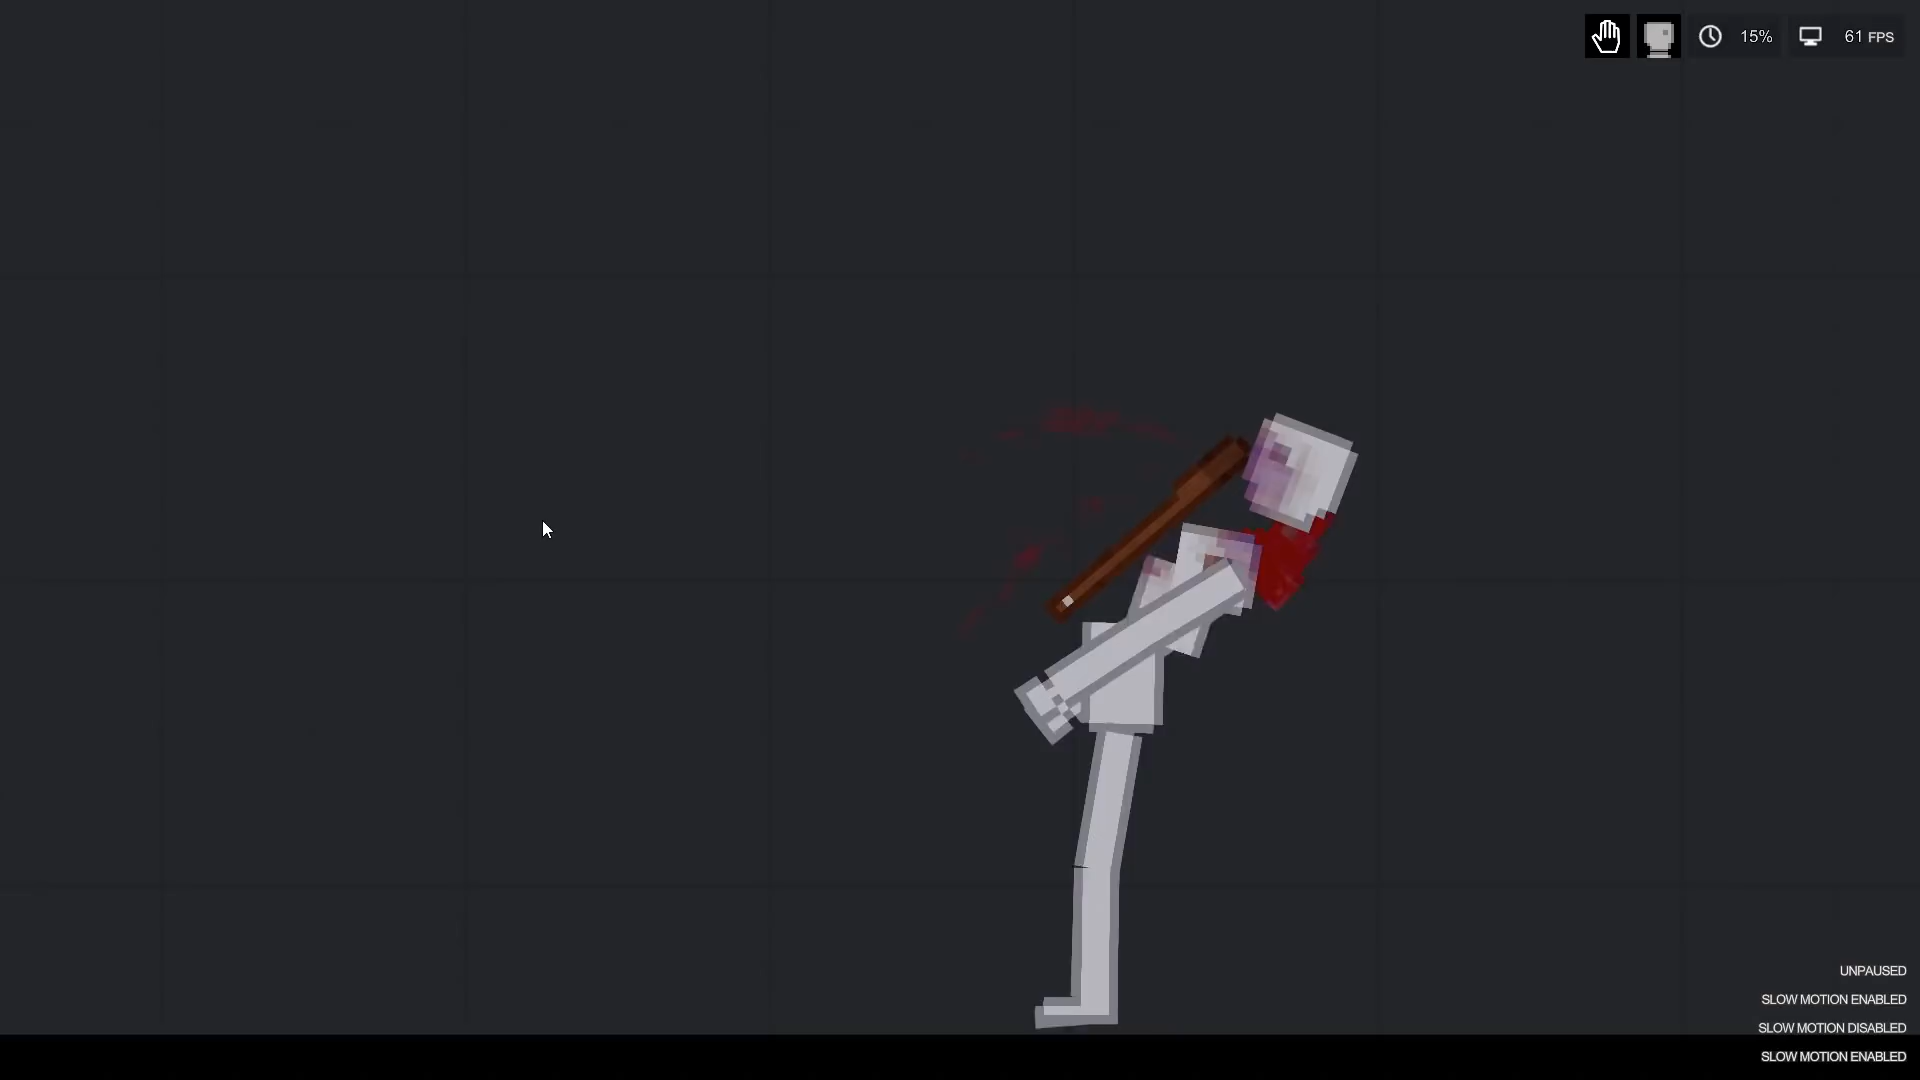 15%
61 FPS
UNPAUSED
SLOW MOTION ENABLED
SLOW MOTION DISABLED
SLOW MOTION ENABLED